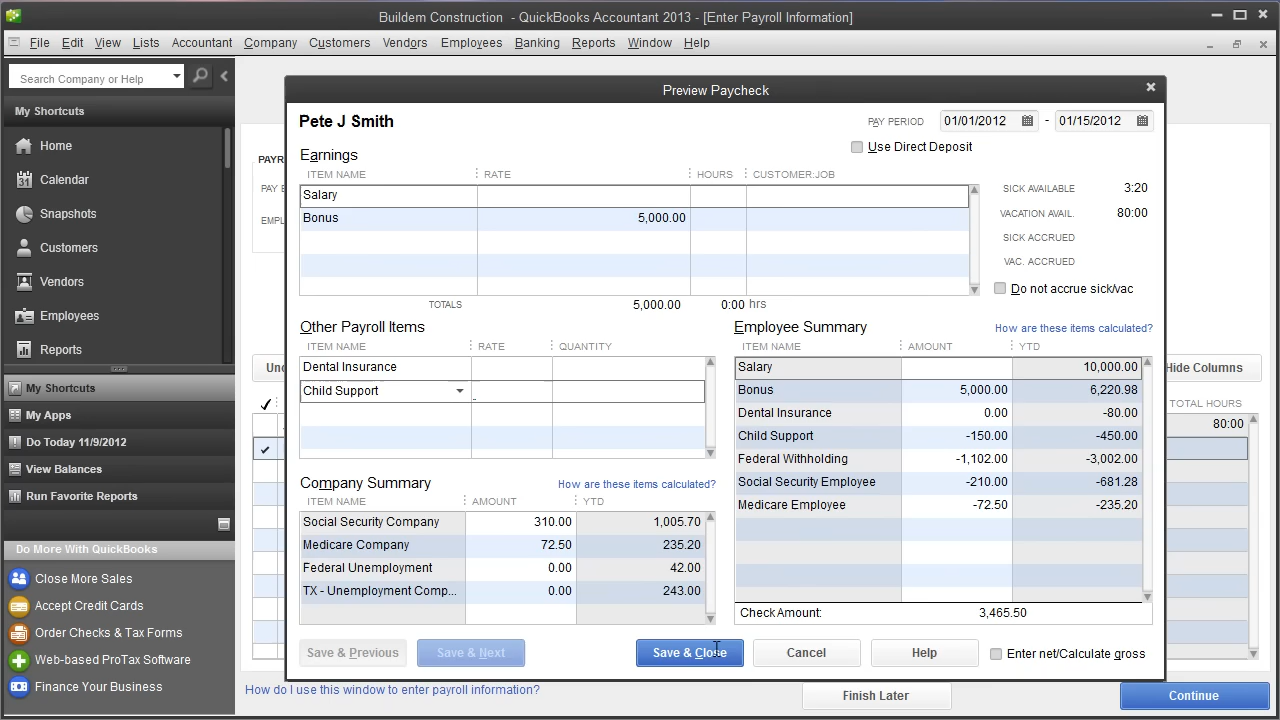 Buildem Construction - QuickBooks Accountant 2013 - [Enter Payroll Information]
File Edit View Lists Accountant Company Customers Vendors Employees Banking Reports Window Help
Search Company or Help
My Shortcuts
Home
Calendar
Snapshots
Customers
Vendors
Employees
Reports
My Shortcuts
My Apps
Do Today 11/9/2012
View Balances
Run Favorite Reports
Do More With QuickBooks
Close More Sales
Accept Credit Cards
Order Checks & Tax Forms
Web-based ProTax Software
Finance Your Business
PAYR
PAY E
EMPL
Und
Preview Paycheck
Pete J Smith
PAY PERIOD 01/01/2012 - 01/15/2012
Use Direct Deposit
Earnings
ITEM NAME RATE HOURS CUSTOMER:JOB
Salary
Bonus 5,000.00
TOTALS 5,000.00 0:00 hrs
SICK AVAILABLE 3:20
VACATION AVAIL. 80:00
SICK ACCRUED
VAC. ACCRUED
Do not accrue sick/vac
Other Payroll Items
ITEM NAME RATE QUANTITY
Dental Insurance
Child Support
Company Summary How are these items calculated?
ITEM NAME AMOUNT YTD
Social Security Company 310.00 1,005.70
Medicare Company 72.50 235.20
Federal Unemployment 0.00 42.00
TX - Unemployment Comp... 0.00 243.00
Employee Summary How are these items calculated?
ITEM NAME AMOUNT YTD
Salary 10,000.00
Bonus 5,000.00 6,220.98
Dental Insurance 0.00 -80.00
Child Support -150.00 -450.00
Federal Withholding -1,102.00 -3,002.00
Social Security Employee -210.00 -681.28
Medicare Employee -72.50 -235.20
Check Amount: 3,465.50
Save & Previous Save & Next Save & Close Cancel Help Enter net/Calculate gross
Hide Columns
TOTAL HOURS
80:00
How do I use this window to enter payroll information? Finish Later Continue